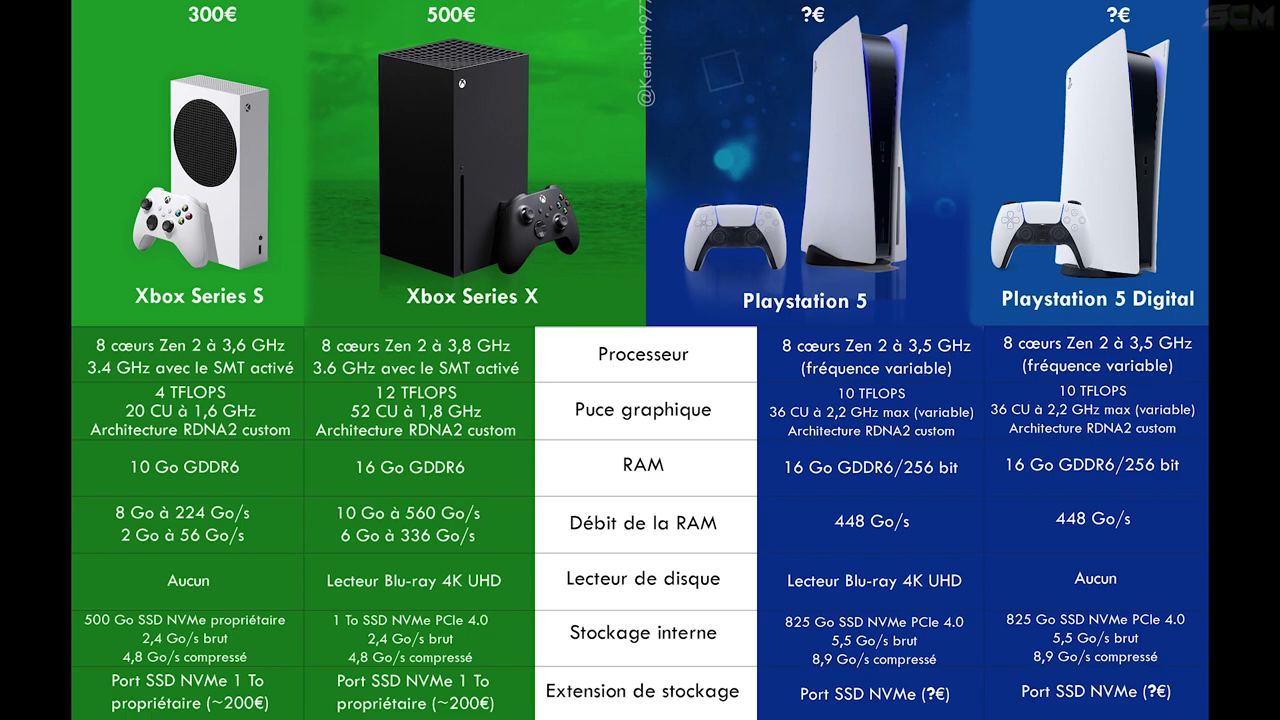 300€
500€
?€
?€
SCM
@Kenshin9977
Xbox Series S
Xbox Series X
Playstation 5
Playstation 5 Digital
8 cœurs Zen 2 à 3,6 GHz
3.4 GHz avec le SMT activé
8 cœurs Zen 2 à 3,8 GHz
3.6 GHz avec le SMT activé
Processeur
8 cœurs Zen 2 à 3,5 GHz
(fréquence variable)
8 cœurs Zen 2 à 3,5 GHz
(fréquence variable)
4 TFLOPS
20 CU à 1,6 GHz
Architecture RDNA2 custom
12 TFLOPS
52 CU à 1,8 GHz
Architecture RDNA2 custom
Puce graphique
10 TFLOPS
36 CU à 2,2 GHz max (variable)
Architecture RDNA2 custom
10 TFLOPS
36 CU à 2,2 GHz max (variable)
Architecture RDNA2 custom
10 Go GDDR6
16 Go GDDR6
RAM
16 Go GDDR6/256 bit
16 Go GDDR6/256 bit
8 Go à 224 Go/s
2 Go à 56 Go/s
10 Go à 560 Go/s
6 Go à 336 Go/s
Débit de la RAM
448 Go/s
448 Go/s
Aucun
Lecteur Blu-ray 4K UHD
Lecteur de disque
Lecteur Blu-ray 4K UHD
Aucun
500 Go SSD NVMe propriétaire
2,4 Go/s brut
4,8 Go/s compressé
1 To SSD NVMe PCIe 4.0
2,4 Go/s brut
4,8 Go/s compressé
Stockage interne
825 Go SSD NVMe PCIe 4.0
5,5 Go/s brut
8,9 Go/s compressé
825 Go SSD NVMe PCIe 4.0
5,5 Go/s brut
8,9 Go/s compressé
Port SSD NVMe 1 To
propriétaire (~200€)
Port SSD NVMe 1 To
propriétaire (~200€)
Extension de stockage
Port SSD NVMe (?€)
Port SSD NVMe (?€)